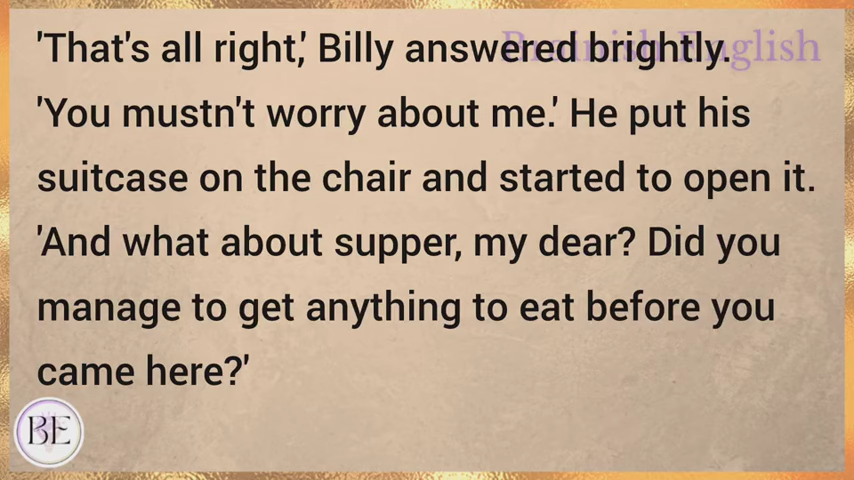 Brainish English
'That's all right,' Billy answered brightly.
'You mustn't worry about me.' He put his
suitcase on the chair and started to open it.
'And what about supper, my dear? Did you
manage to get anything to eat before you
came here?'
BE